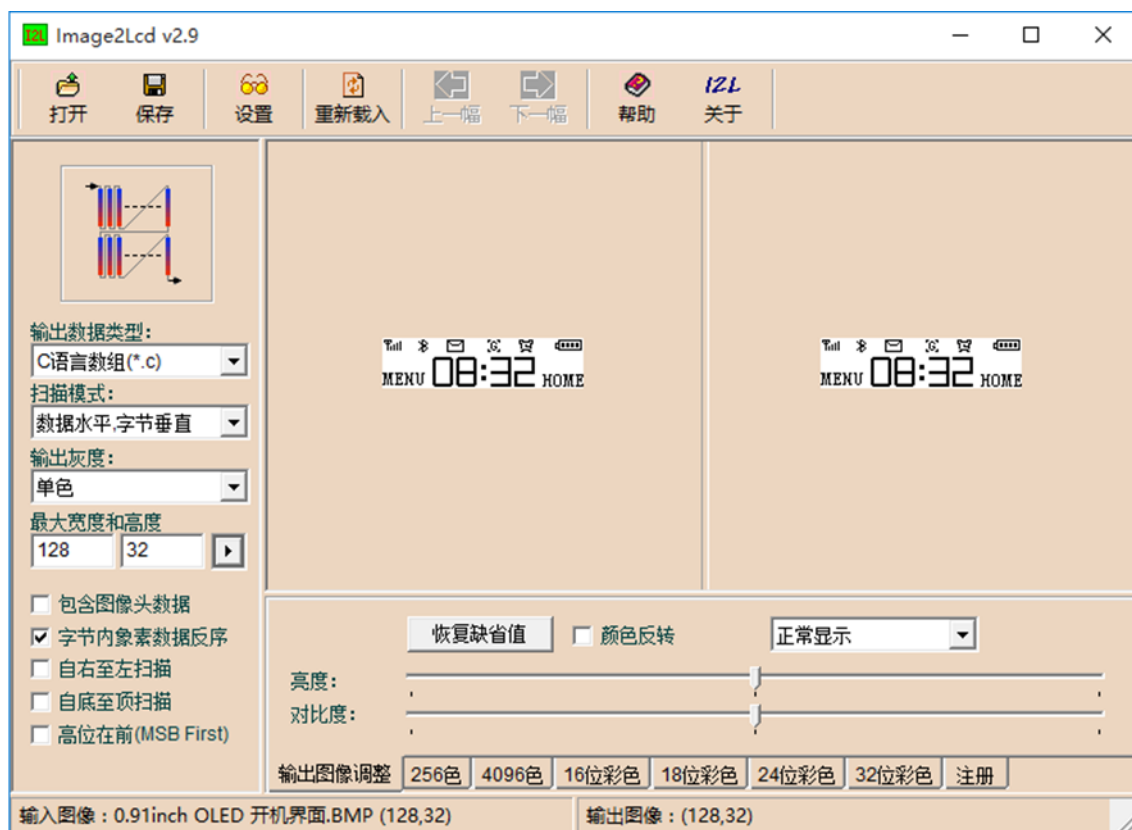 I2L Image2Lcd v2.9
打开 保存 设置 重新载入 上一幅 下一幅 帮助 I2L 关于
输出数据类型：
C语言数组(*.c)
扫描模式：
数据水平,字节垂直
输出灰度：
单色
最大宽度和高度
128 32
包含图像头数据
字节内象素数据反序
自右至左扫描
自底至顶扫描
高位在前(MSB First)
MENU 08:32 HOME
MENU 08:32 HOME
恢复缺省值 颜色反转 正常显示
亮度：
对比度：
输出图像调整 256色 4096色 16位彩色 18位彩色 24位彩色 32位彩色 注册
输入图像：0.91inch OLED 开机界面.BMP (128,32) 输出图像：(128,32)